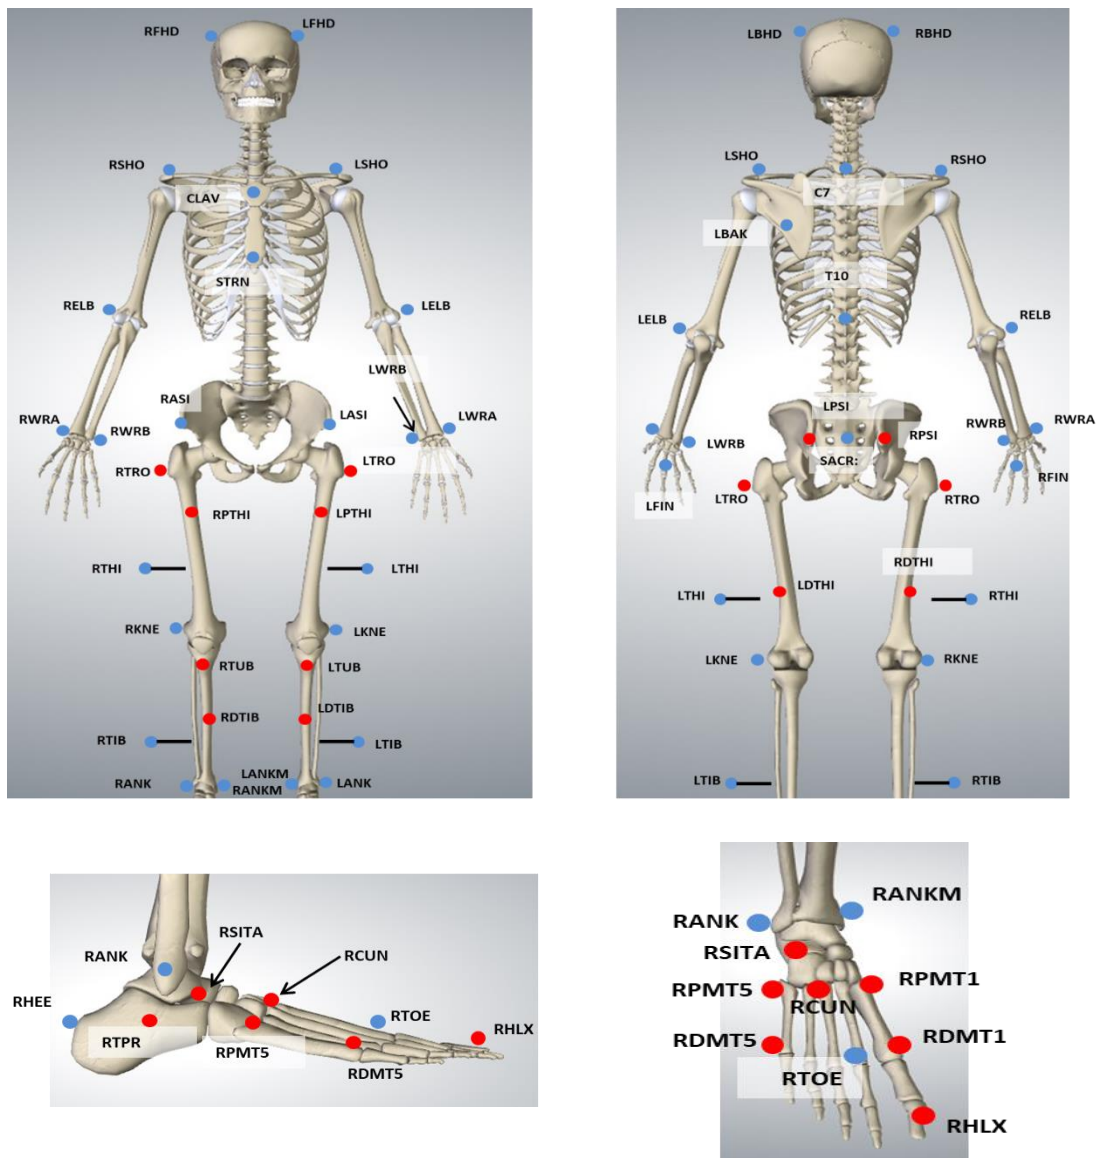 RFHD
LFHD
RSHO
LSHO
CLAV
STRN
RELB
LELB
LWRB
RASI
LASI
RWRA
RWRB
LWRA
RTRO
LTRO
RPTHI
LPTHI
RTHI
LTHI
RKNE
LKNE
RTUB
LTUB
RDTIB
LDTIB
RTIB
LTIB
RANK
LANKM
RANKM
LANK
LBHD
RBHD
LSHO
RSHO
C7
LBAK
T10
LELB
RELB
LPSI
RPSI
LWRB
RWRB
RWRA
SACR:
LFIN
RFIN
LTRO
RTRO
RDTHI
LDTHI
LTHI
RTHI
LKNE
RKNE
LTIB
RTIB
RSITA
RANK
RCUN
RHEE
RTOE
RTPR
RPMT5
RDMT5
RHLX
RANK
RANKM
RSITA
RPMT5
RCUN
RPMT1
RDMT5
RDMT1
RTOE
RHLX